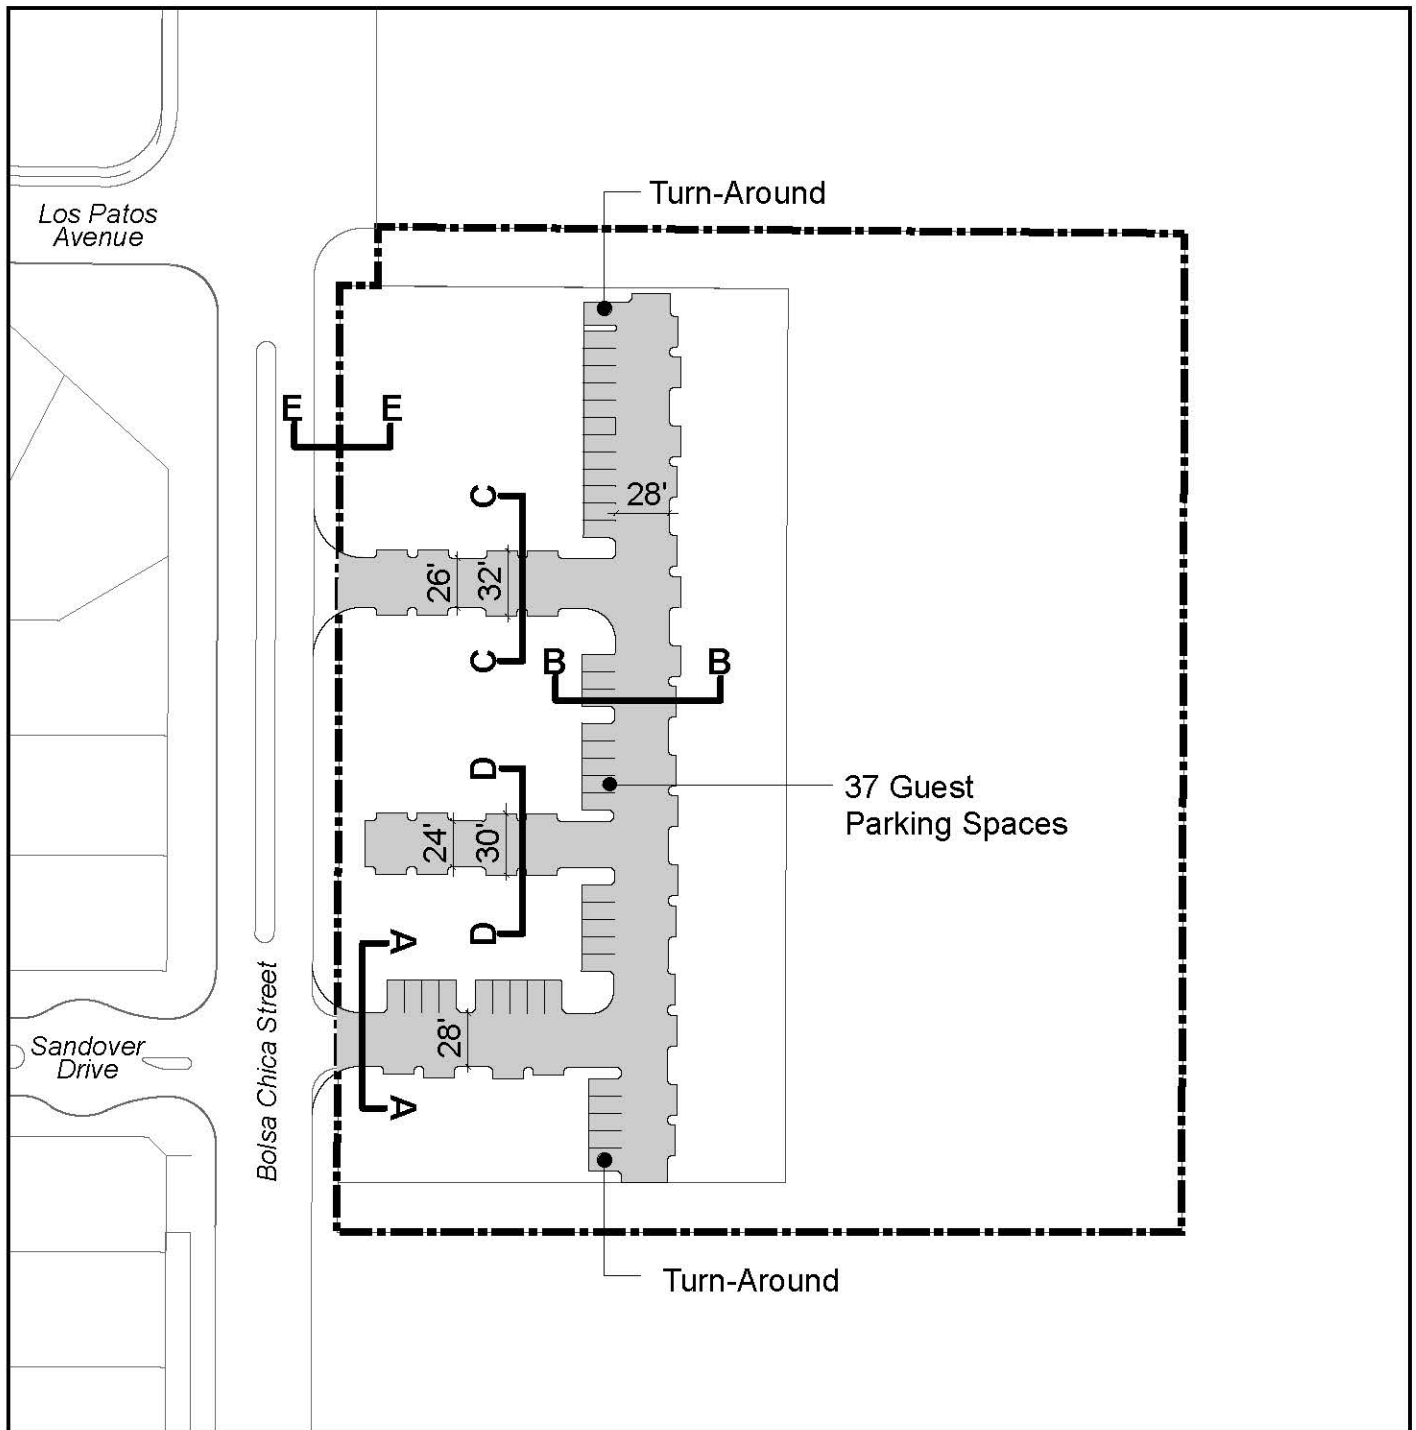 Turn-Around
Los Patos
Avenue
E
E
C
28'
26'
32'
C
B
B
D
37 Guest
Parking Spaces
24'
30'
D
A
Bolsa Chica Street
28'
Sandover
Drive
A
Turn-Around